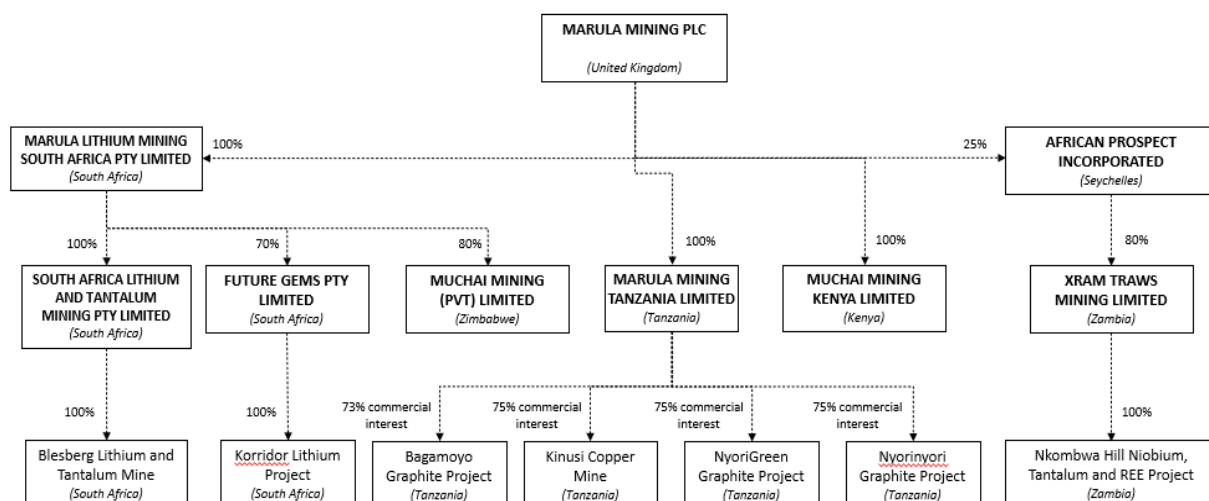 MARULA MINING PLC
(United Kingdom)
MARULA LITHIUM MINING
SOUTH AFRICA PTY LIMITED
(South Africa)
100%
25%
AFRICAN PROSPECT
INCORPORATED
(Seychelles)
100%
70%
80%
100%
100%
80%
SOUTH AFRICA LITHIUM
AND TANTALUM
MINING PTY LIMITED
(South Africa)
FUTURE GEMS PTY
LIMITED
(South Africa)
MUCHAI MINING
(PVT) LIMITED
(Zimbabwe)
MARULA MINING
TANZANIA LIMITED
(Tanzania)
MUCHAI MINING
KENYA LIMITED
(Kenya)
XRAM TRAWS
MINING LIMITED
(Zambia)
100%
100%
73% commercial
interest
75% commercial
interest
75% commercial
interest
75% commercial
interest
100%
Blesberg Lithium and
Tantalum Mine
(South Africa)
Korridor Lithium
Project
(South Africa)
Bagamoyo
Graphite Project
(Tanzania)
Kinusi Copper
Mine
(Tanzania)
NyoriGreen
Graphite Project
(Tanzania)
Nyorinyori
Graphite Project
(Tanzania)
Nkombwa Hill Niobium,
Tantalum and REE Project
(Zambia)